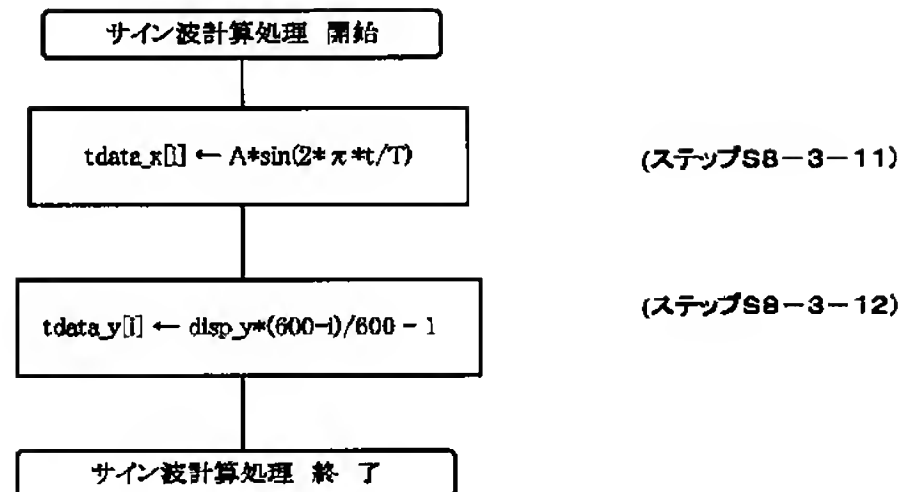 サイン波計算処理 開始
tdata_x[i] ← A*sin(2*π*t/T)
(ステップS8-3-11)
(ステップS8-3-12)
tdata_y[i] ← disp_y*(600-i)/600 - 1
サイン波計算処理 終 了